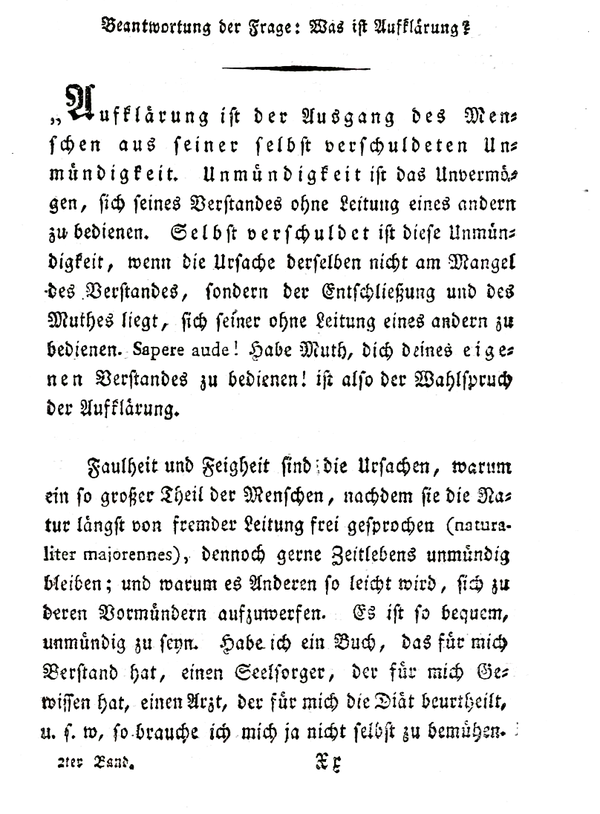 Beantwortung der Frage: Was ist Aufklärung?
„Aufklärung ist der Ausgang des Men-
schen aus seiner selbst verschuldeten Un-
mündigkeit. Unmündigkeit ist das Unvermö-
gen, sich seines Verstandes ohne Leitung eines andern
zu bedienen. Selbst verschuldet ist diese Unmün-
digkeit, wenn die Ursache derselben nicht am Mangel
des Verstandes, sondern der Entschließung und des
Muthes liegt, sich seiner ohne Leitung eines andern zu
bedienen. Sapere aude! Habe Muth, dich deines eige-
nen Verstandes zu bedienen! ist also der Wahlspruch
der Aufklärung.
Faulheit und Feigheit sind die Ursachen, warum
ein so großer Theil der Menschen, nachdem sie die Na-
tur längst von fremder Leitung frei gesprochen (natura-
liter majorennes), dennoch gerne Zeitlebens unmündig
bleiben; und warum es Anderen so leicht wird, sich zu
deren Vormündern aufzuwerfen. Es ist so bequem,
unmündig zu seyn. Habe ich ein Buch, das für mich
Verstand hat, einen Seelsorger, der für mich Ge-
wissen hat, einen Arzt, der für mich die Diät beurtheilt,
u. s. w, so brauche ich mich ja nicht selbst zu bemühen.
2ter Band. Xx